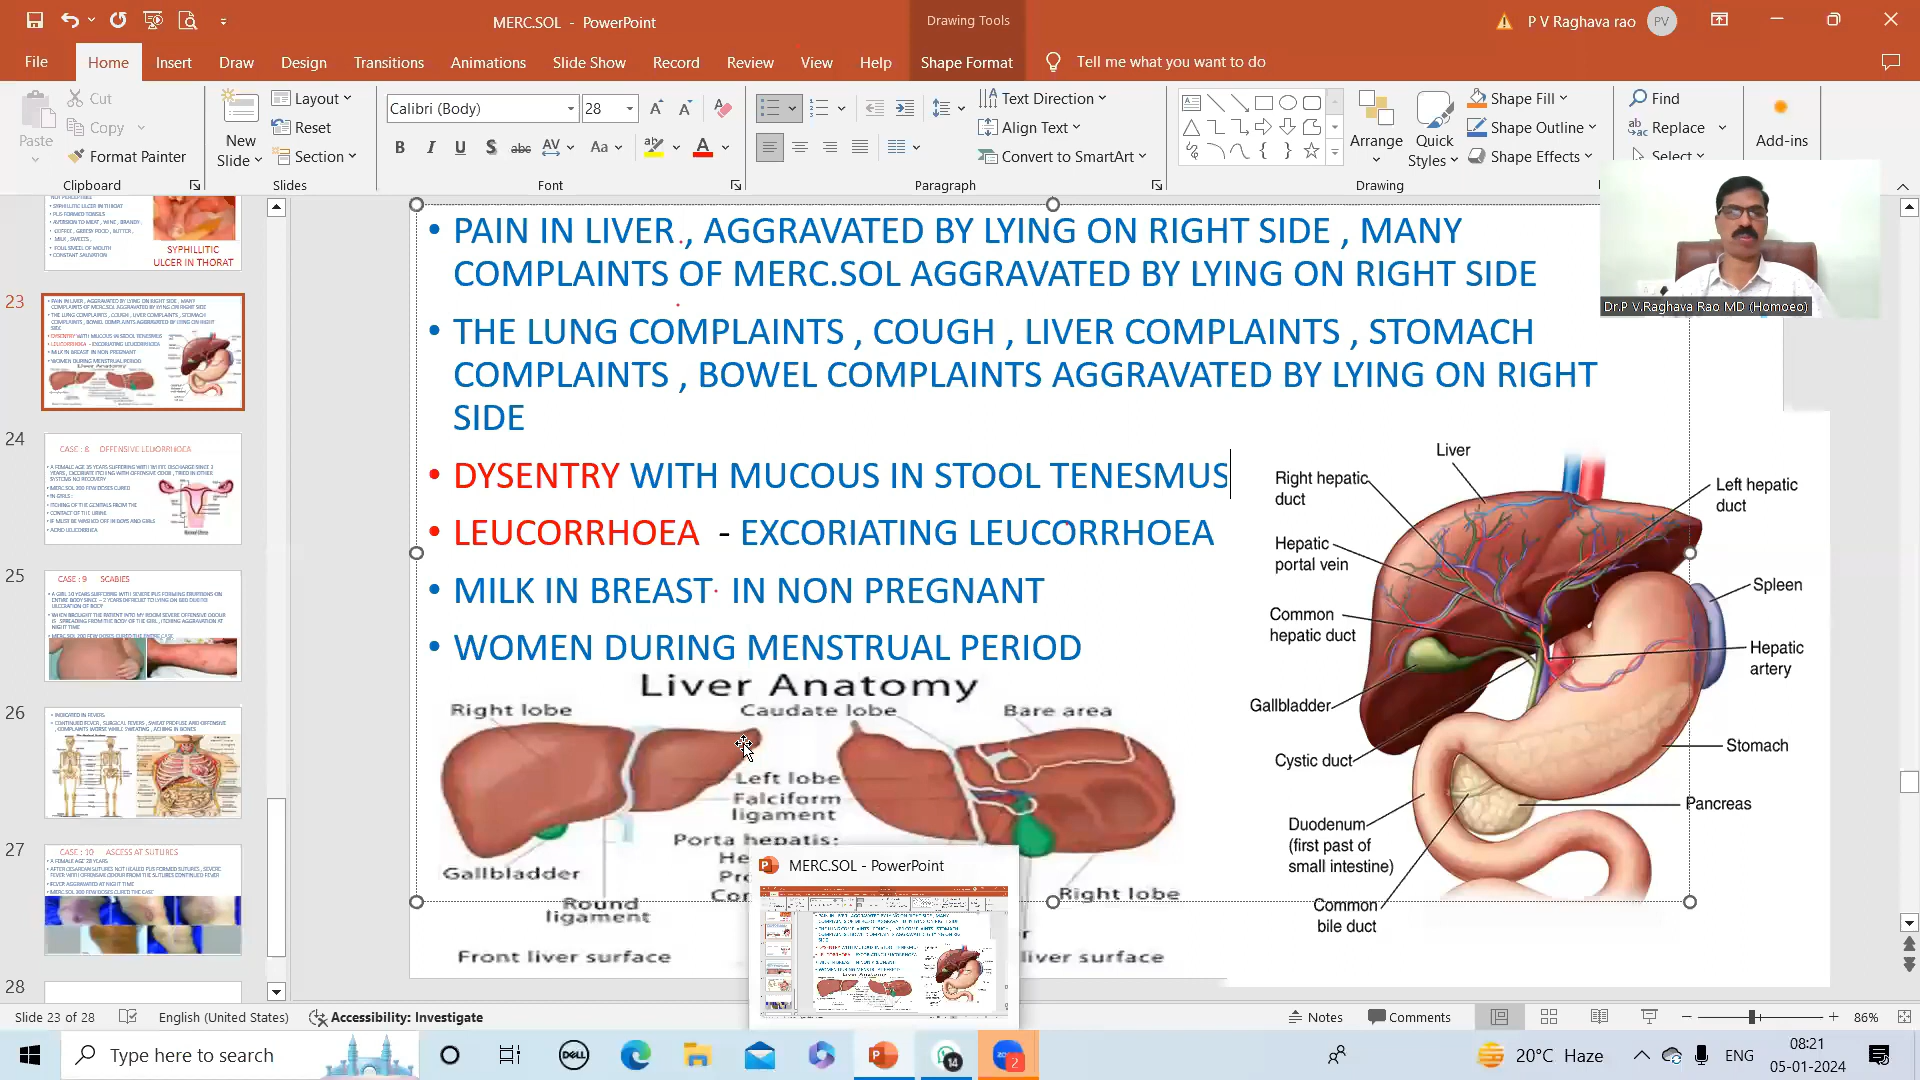 MERC.SOL - PowerPoint
Drawing Tools
P V Raghava rao
PV
File
Home
Insert
Draw
Design
Transitions
Animations
Slide Show
Record
Review
View
Help
Shape Format
Tell me what you want to do
Paste
Cut
Copy
Format Painter
Clipboard
New
Slide
Layout
Reset
Section
Slides
Calibri (Body)
28
Font
Text Direction
Align Text
Convert to SmartArt
Paragraph
Arrange
Quick
Styles
Shape Fill
Shape Outline
Shape Effects
Drawing
Find
Replace
Select
Add-ins
Dr.P V.Raghava Rao MD (Homoeo)
SYPHILLITIC
ULCER IN THORAT
23
24
CASE : 8 OFFENSIVE LEUORRHOEA
25
CASE : 9 SCABIES
26
27
CASE : 10 ASCESS AT SUTURES
28
• PAIN IN LIVER , AGGRAVATED BY LYING ON RIGHT SIDE , MANY
COMPLAINTS OF MERC.SOL AGGRAVATED BY LYING ON RIGHT SIDE
• THE LUNG COMPLAINTS , COUGH , LIVER COMPLAINTS , STOMACH
COMPLAINTS , BOWEL COMPLAINTS AGGRAVATED BY LYING ON RIGHT
SIDE
• DYSENTRY WITH MUCOUS IN STOOL TENESMUS
• LEUCORRHOEA - EXCORIATING LEUCORRHOEA
• MILK IN BREAST IN NON PREGNANT
• WOMEN DURING MENSTRUAL PERIOD
Liver Anatomy
Right lobe
Caudate lobe
Bare area
Left lobe
Falciform
ligament
Porta hepatis:
Gallbladder
Round
ligament
Right lobe
Front liver surface
liver surface
Liver
Right hepatic
duct
Left hepatic
duct
Hepatic
portal vein
Spleen
Common
hepatic duct
Hepatic
artery
Gallbladder
Cystic duct
Stomach
Pancreas
Duodenum
(first past of
small intestine)
Common
bile duct
MERC.SOL - PowerPoint
Slide 23 of 28
English (United States)
Accessibility: Investigate
Notes
Comments
86%
Type here to search
DELL
14
2
20°C Haze
ENG
08:21
05-01-2024